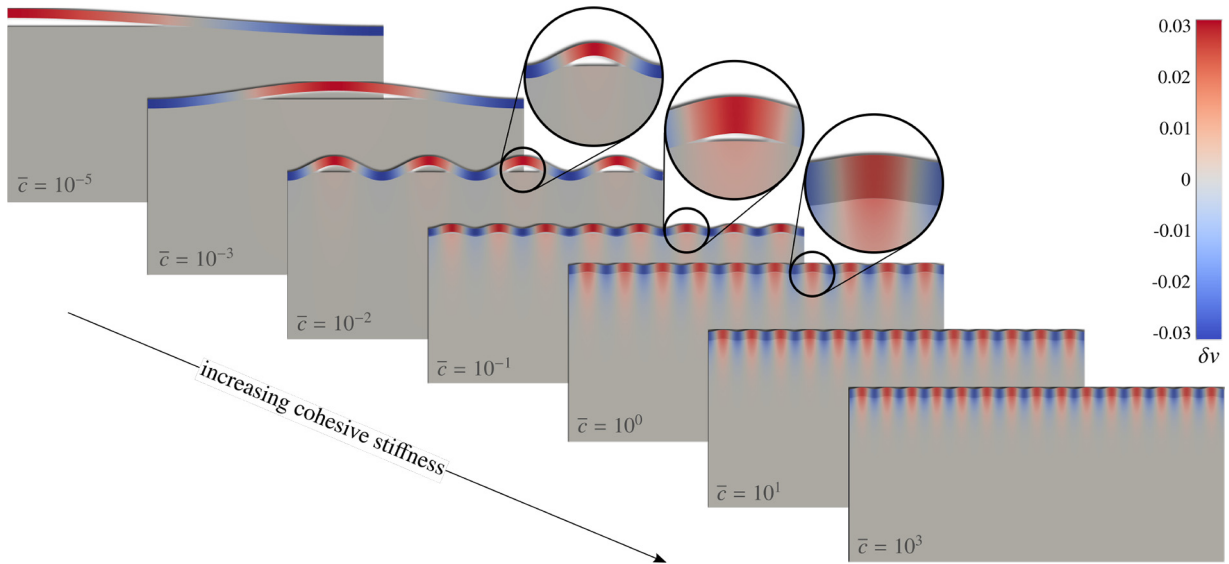 0.03
0.02
0.01
0
-0.01
-0.02
-0.03
δv
c̅ = 10⁻⁵
c̅ = 10⁻³
c̅ = 10⁻²
c̅ = 10⁻¹
c̅ = 10⁰
c̅ = 10¹
c̅ = 10³
increasing cohesive stiffness